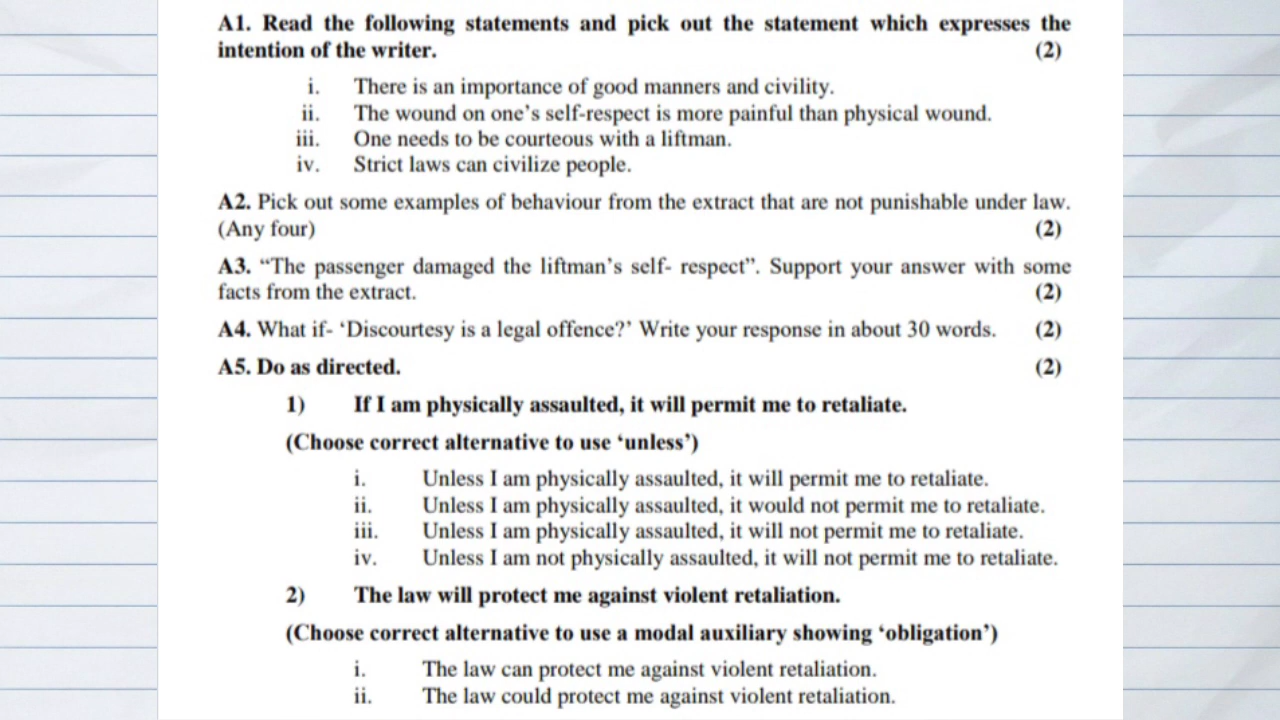 A1. Read the following statements and pick out the statement which expresses the
intention of the writer. (2)
i. There is an importance of good manners and civility.
ii. The wound on one's self-respect is more painful than physical wound.
iii. One needs to be courteous with a liftman.
iv. Strict laws can civilize people.
A2. Pick out some examples of behaviour from the extract that are not punishable under law.
(Any four) (2)
A3. “The passenger damaged the liftman's self- respect”. Support your answer with some
facts from the extract. (2)
A4. What if- ‘Discourtesy is a legal offence?’ Write your response in about 30 words. (2)
A5. Do as directed. (2)
1) If I am physically assaulted, it will permit me to retaliate.
(Choose correct alternative to use ‘unless’)
i. Unless I am physically assaulted, it will permit me to retaliate.
ii. Unless I am physically assaulted, it would not permit me to retaliate.
iii. Unless I am physically assaulted, it will not permit me to retaliate.
iv. Unless I am not physically assaulted, it will not permit me to retaliate.
2) The law will protect me against violent retaliation.
(Choose correct alternative to use a modal auxiliary showing ‘obligation’)
i. The law can protect me against violent retaliation.
ii. The law could protect me against violent retaliation.